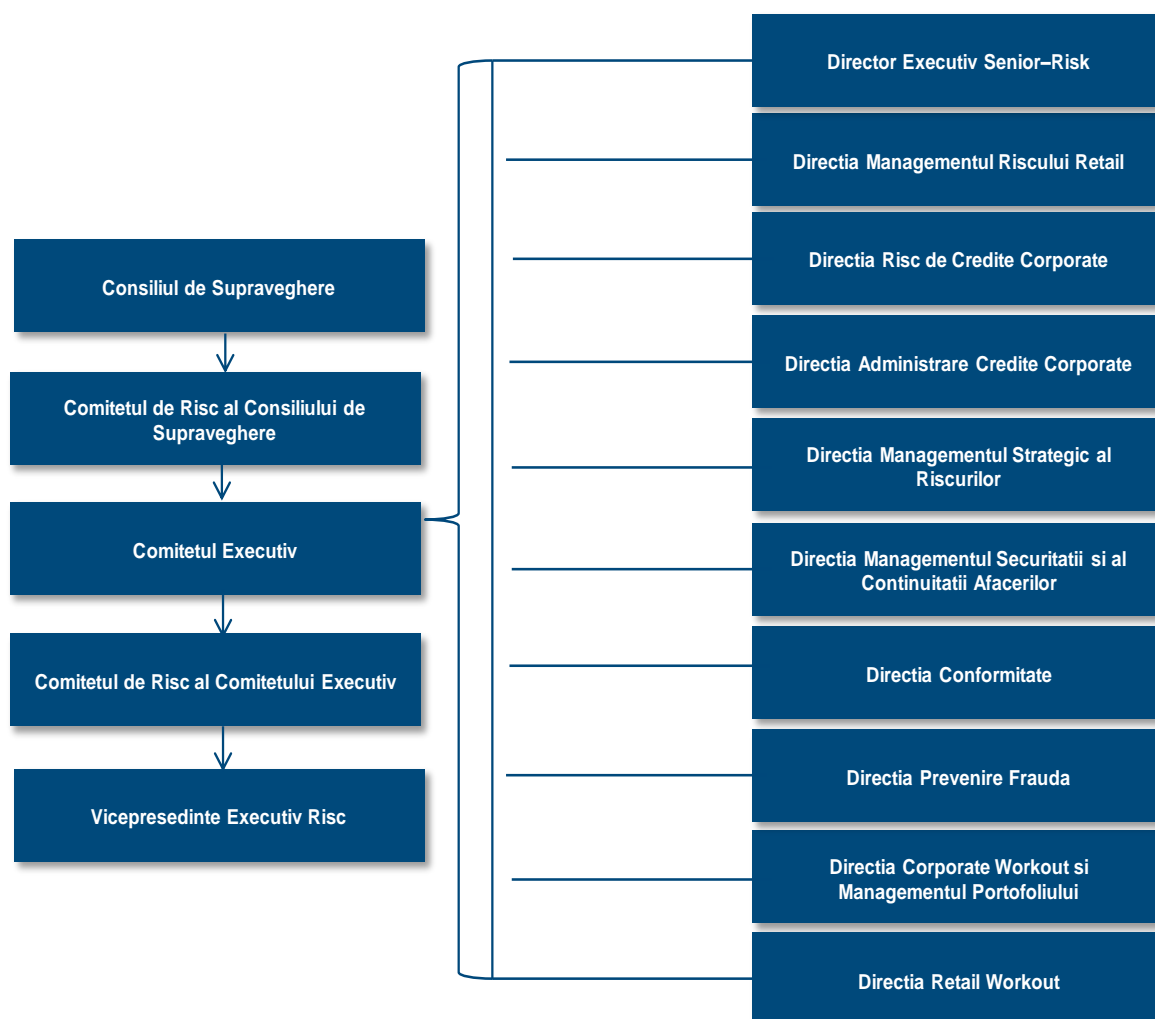 Consiliul de Supraveghere
Comitetul de Risc al Consiliului de
Supraveghere
Comitetul Executiv
Comitetul de Risc al Comitetului Executiv
Vicepresedinte Executiv Risc
Director Executiv Senior–Risk
Directia Managementul Riscului Retail
Directia Risc de Credite Corporate
Directia Administrare Credite Corporate
Directia Managementul Strategic al
Riscurilor
Directia Managementul Securitatii si al
Continuitatii Afacerilor
Directia Conformitate
Directia Prevenire Frauda
Directia Corporate Workout si
Managementul Portofoliului
Directia Retail Workout